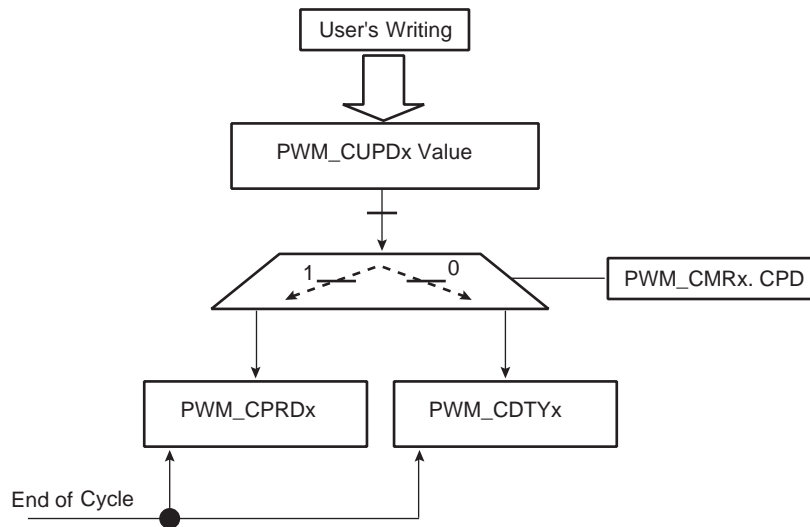 User's Writing
PWM_CUPDx Value
1
0
PWM_CMRx. CPD
PWM_CPRDx
PWM_CDTYx
End of Cycle